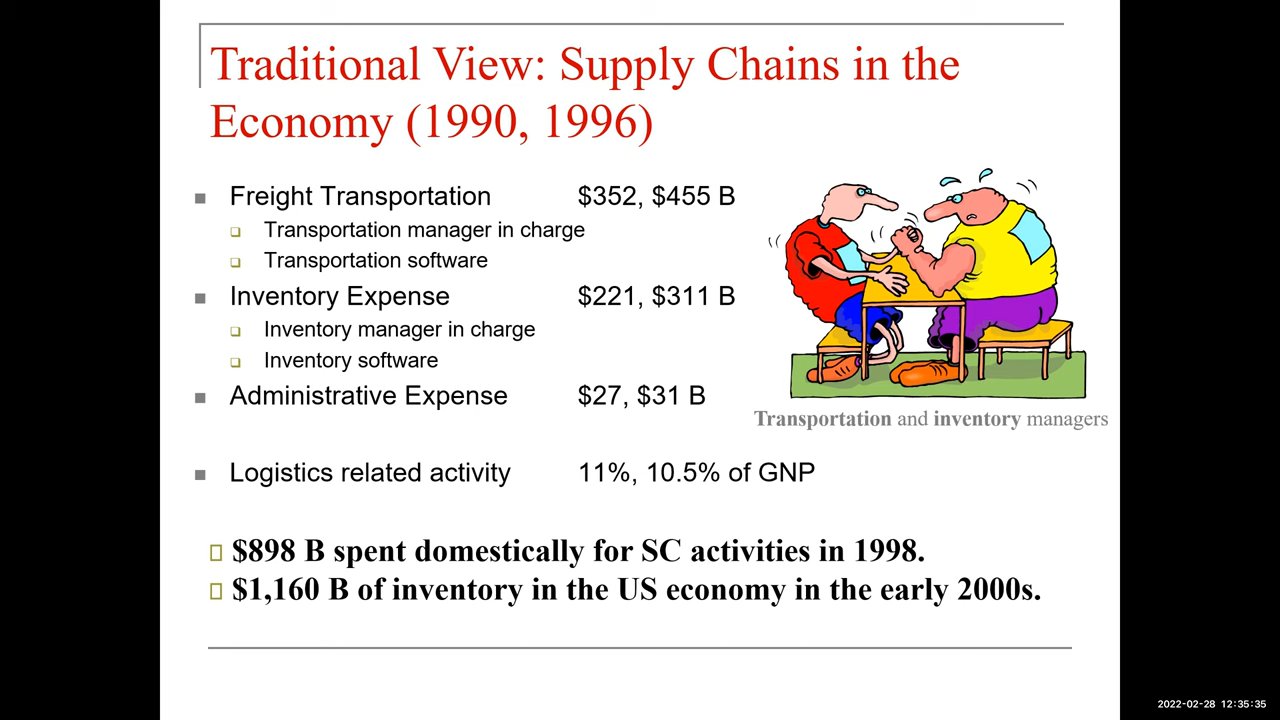 Traditional View: Supply Chains in the
Economy (1990, 1996)
Freight Transportation $352, $455 B
Transportation manager in charge
Transportation software
Inventory Expense $221, $311 B
Inventory manager in charge
Inventory software
Administrative Expense $27, $31 B
Transportation and inventory managers
Logistics related activity 11%, 10.5% of GNP
$898 B spent domestically for SC activities in 1998.
$1,160 B of inventory in the US economy in the early 2000s.
2022-02-28 12:35:35